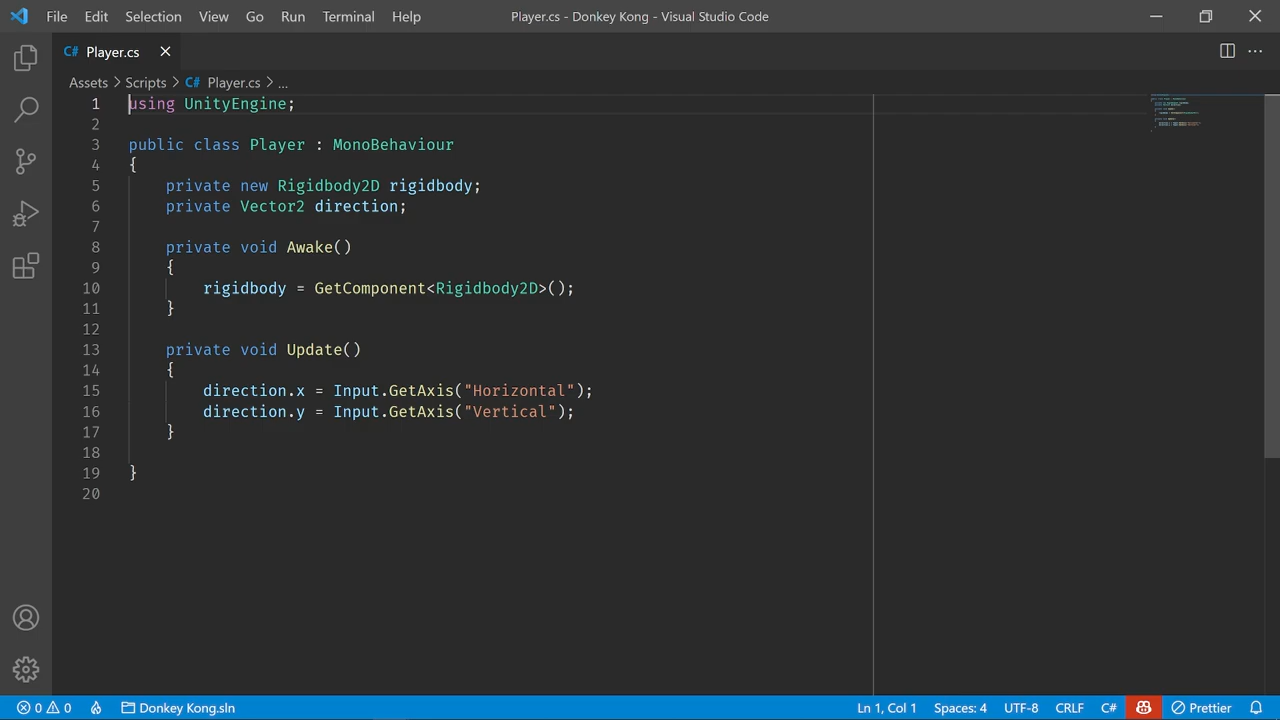 File Edit Selection View Go Run Terminal Help Player.cs - Donkey Kong - Visual Studio Code
C# Player.cs
Assets > Scripts > C# Player.cs > ...
1 using UnityEngine;
2
3 public class Player : MonoBehaviour
4 {
5 private new Rigidbody2D rigidbody;
6 private Vector2 direction;
7
8 private void Awake()
9 {
10 rigidbody = GetComponent<Rigidbody2D>();
11 }
12
13 private void Update()
14 {
15 direction.x = Input.GetAxis("Horizontal");
16 direction.y = Input.GetAxis("Vertical");
17 }
18
19 }
20
0 0 Donkey Kong.sln Ln 1, Col 1 Spaces: 4 UTF-8 CRLF C# Prettier